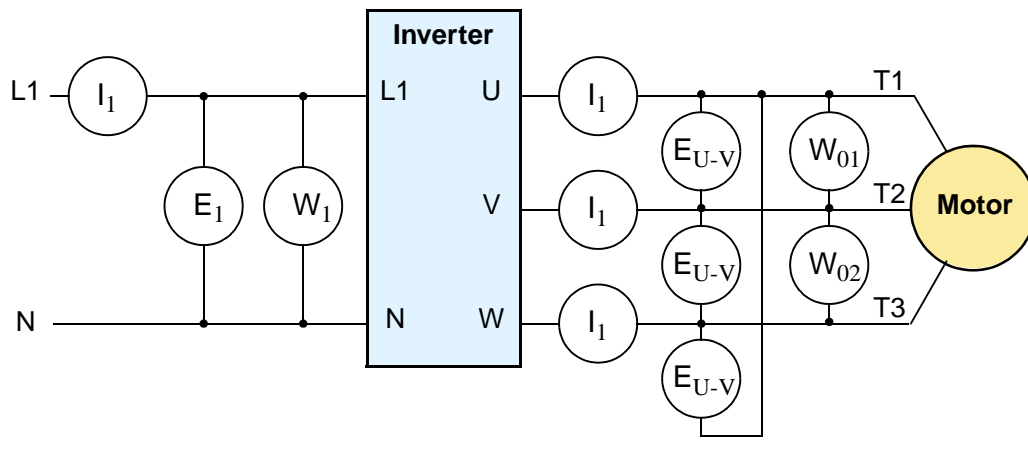 Inverter
L1 I1 L1 U I1 T1
EU-V W01
E1 W1 V I1 T2 Motor
EU-V W02
N N W I1 T3
EU-V